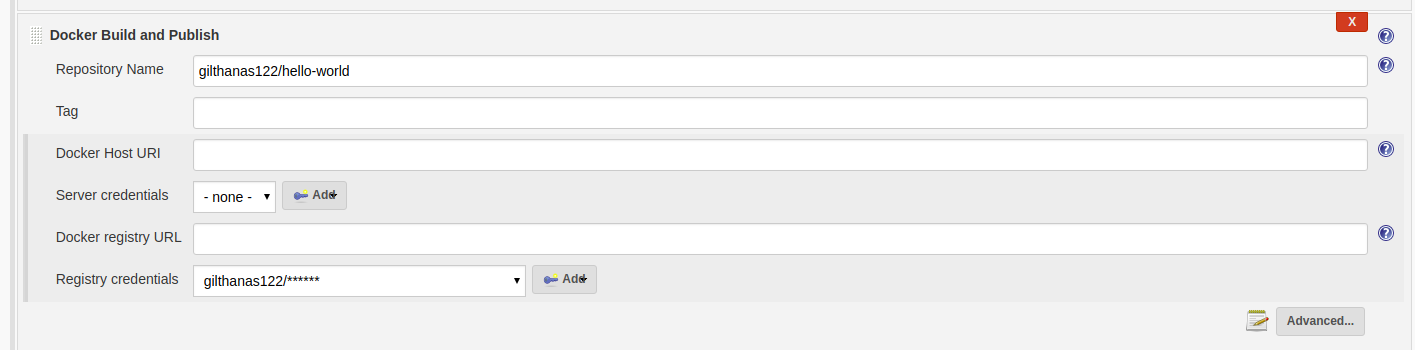 X
Docker Build and Publish
Repository Name gilthanas122/hello-world
Tag
Docker Host URI
Server credentials - none - Add
Docker registry URL
Registry credentials gilthanas122/****** Add
Advanced...